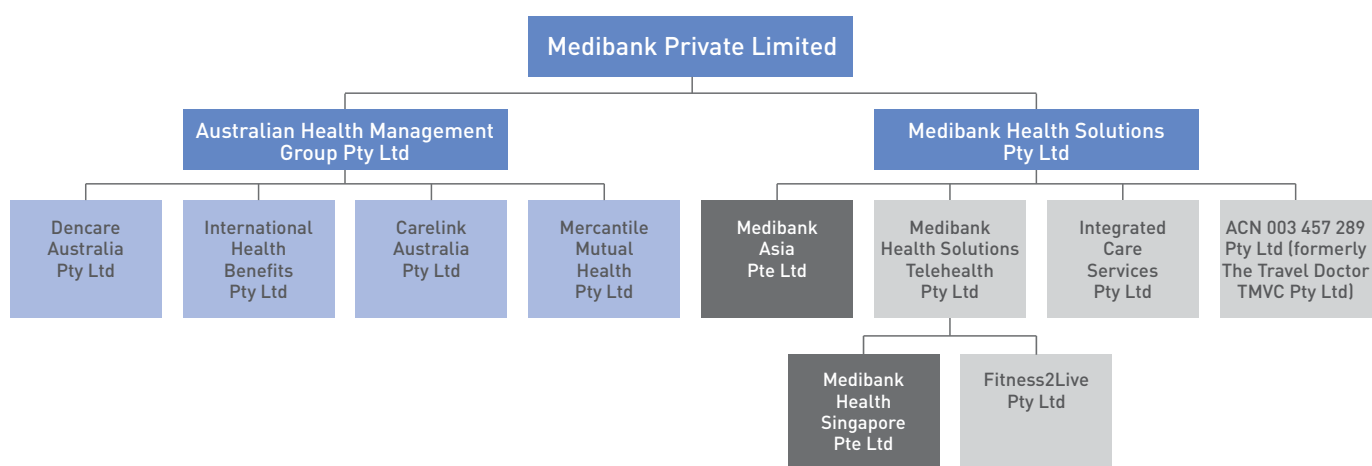 Medibank Private Limited
Australian Health Management
Group Pty Ltd
Medibank Health Solutions
Pty Ltd
Dencare
Australia
Pty Ltd
International
Health
Benefits
Pty Ltd
Carelink
Australia
Pty Ltd
Mercantile
Mutual
Health
Pty Ltd
Medibank
Asia
Pte Ltd
Medibank
Health Solutions
Telehealth
Pty Ltd
Integrated
Care
Services
Pty Ltd
ACN 003 457 289
Pty Ltd (formerly
The Travel Doctor
TMVC Pty Ltd)
Medibank
Health
Singapore
Pte Ltd
Fitness2Live
Pty Ltd